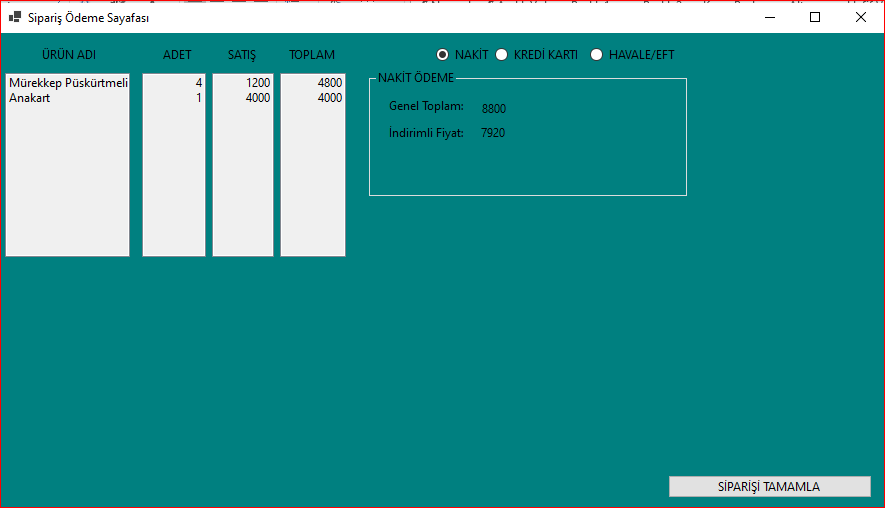 Sipariş Ödeme Sayafası
ÜRÜN ADI ADET SATIŞ TOPLAM NAKİT KREDİ KARTI HAVALE/EFT
Mürekkep Püskürtmeli 4 1200 4800
Anakart 1 4000 4000
NAKİT ÖDEME
Genel Toplam: 8800
İndirimli Fiyat: 7920
SİPARİŞİ TAMAMLA